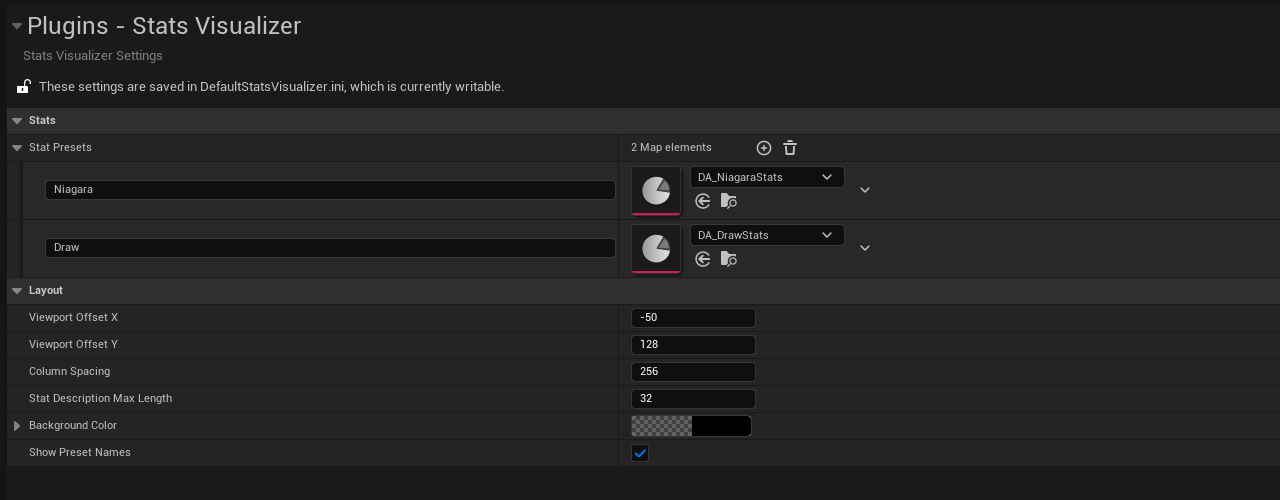 Plugins - Stats Visualizer
Stats Visualizer Settings
These settings are saved in DefaultStatsVisualizer.ini, which is currently writable.
Stats
Stat Presets 2 Map elements
Niagara DA_NiagaraStats
Draw DA_DrawStats
Layout
Viewport Offset X -50
Viewport Offset Y 128
Column Spacing 256
Stat Description Max Length 32
Background Color
Show Preset Names